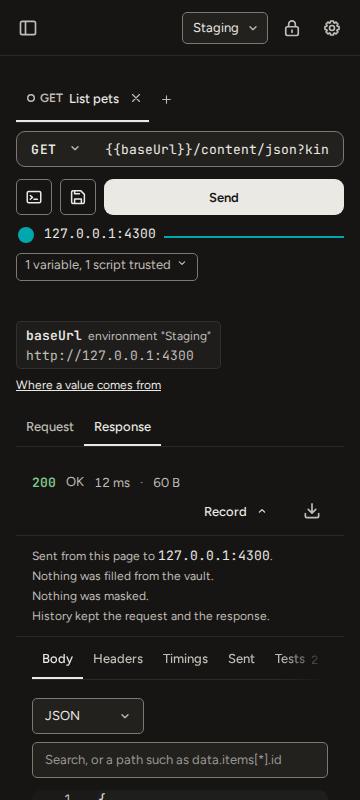 Staging
GET List pets
GET {{baseUrl}}/content/json?kin
Send
127.0.0.1:4300
1 variable, 1 script trusted
baseUrl environment "Staging"
http://127.0.0.1:4300
Where a value comes from
Request Response
200 OK 12 ms · 60 B
Record
Sent from this page to 127.0.0.1:4300.
Nothing was filled from the vault.
Nothing was masked.
History kept the request and the response.
Body Headers Timings Sent Tests 2
JSON
Search, or a path such as data.items[*].id
1 {